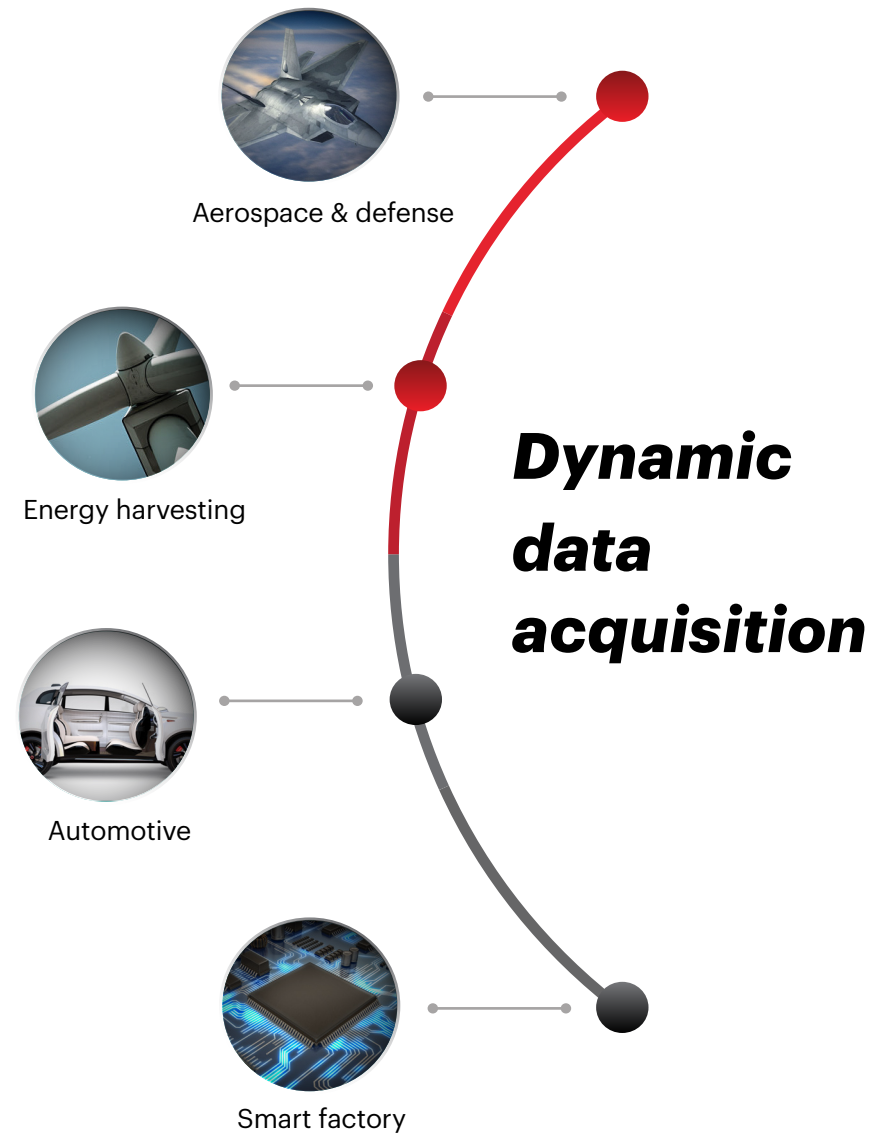 Aerospace & defense
Energy harvesting
Dynamic
data
acquisition
Automotive
Smart factory